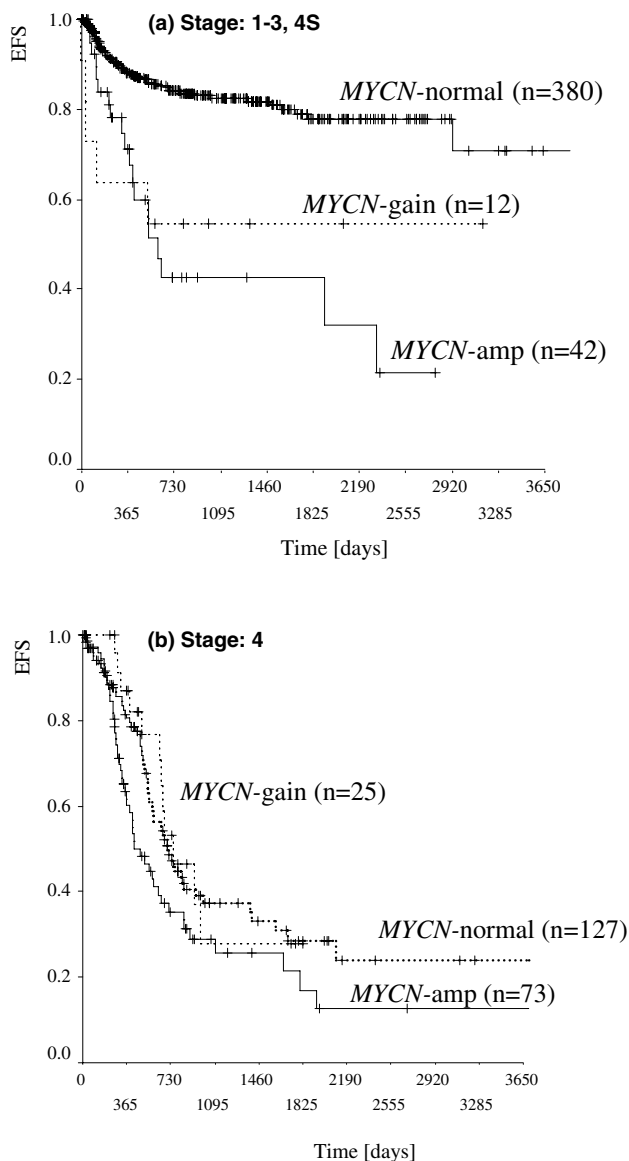 (a) Stage: 1-3, 4S
EFS
1.0
0.8
0.6
0.4
0.2
0.0
MYCN-normal (n=380)
MYCN-gain (n=12)
MYCN-amp (n=42)
0 730 1460 2190 2920 3650
365 1095 1825 2555 3285
Time [days]
(b) Stage: 4
EFS
1.0
0.8
0.6
0.4
0.2
0.0
MYCN-gain (n=25)
MYCN-normal (n=127)
MYCN-amp (n=73)
0 730 1460 2190 2920 3650
365 1095 1825 2555 3285
Time [days]